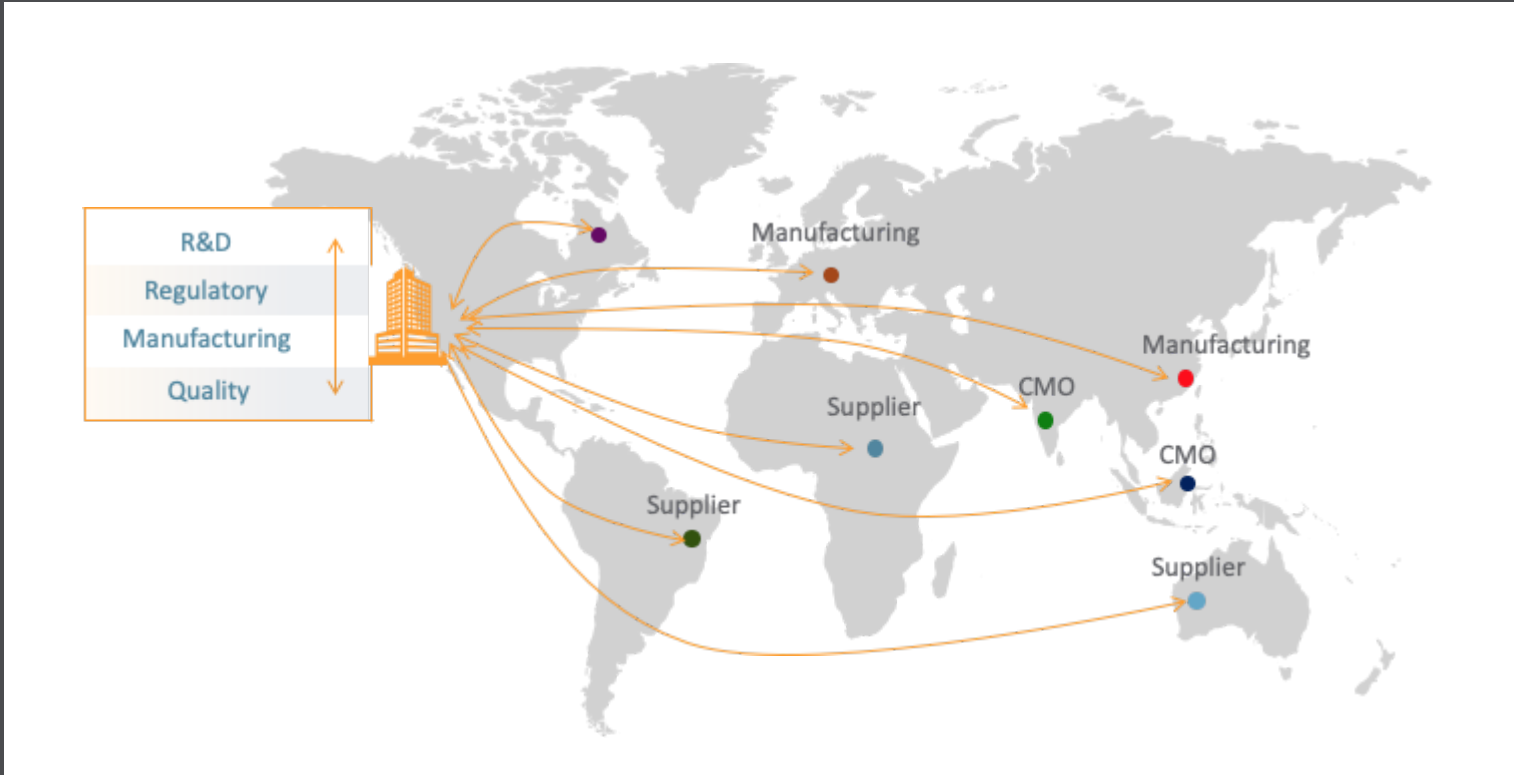 R&D
Regulatory
Manufacturing
Quality
Manufacturing
Manufacturing
CMO
Supplier
CMO
Supplier
Supplier